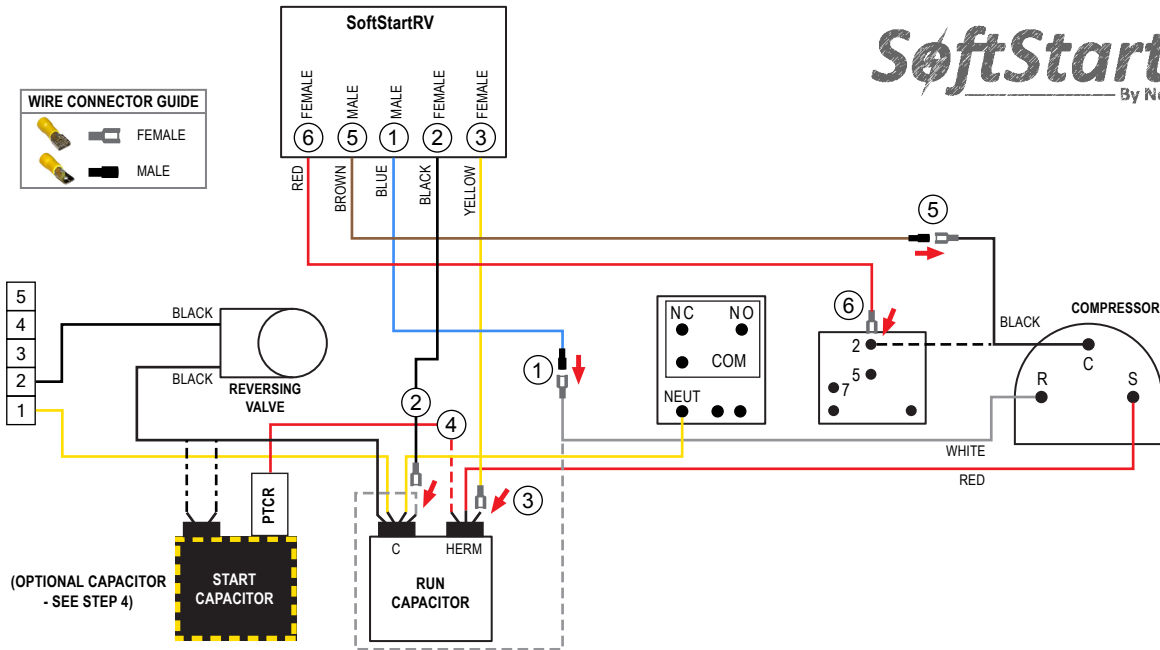 SoftStartRV
SoftStart
By Ne
WIRE CONNECTOR GUIDE
FEMALE
MALE
FEMALE
MALE
MALE
FEMALE
FEMALE
6
5
1
2
3
RED
BROWN
BLUE
BLACK
YELLOW
5
6
1
2
4
3
5
4
3
2
1
BLACK
BLACK
REVERSING
VALVE
NC
NO
COM
NEUT
2
5
7
BLACK
COMPRESSOR
R
C
S
WHITE
RED
PTCR
(OPTIONAL CAPACITOR
- SEE STEP 4)
START
CAPACITOR
C
HERM
RUN
CAPACITOR